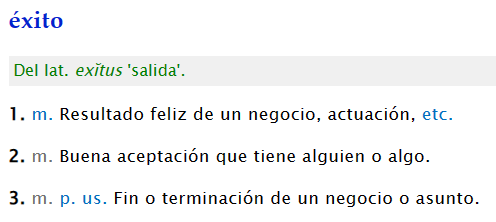 éxito
Del lat. exĭtus 'salida'.
1. m. Resultado feliz de un negocio, actuación, etc.
2. m. Buena aceptación que tiene alguien o algo.
3. m. p. us. Fin o terminación de un negocio o asunto.